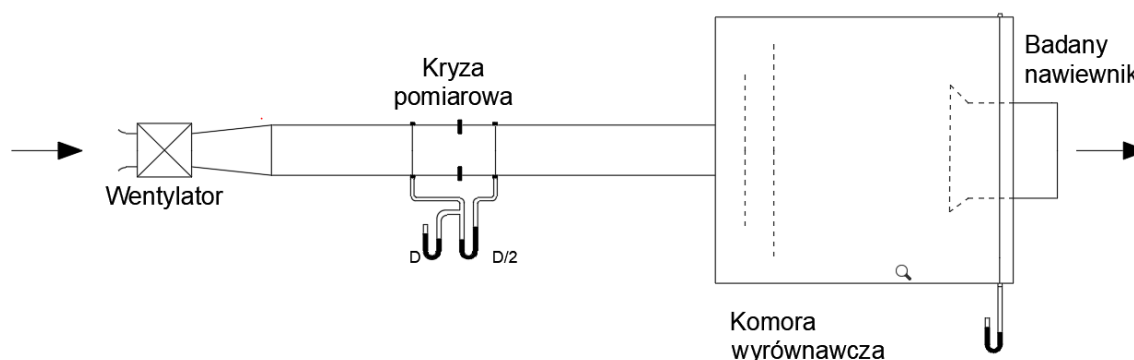 Kryza
pomiarowa
Badany
nawiewnik
Wentylator
D
D/2
Komora
wyrównawcza